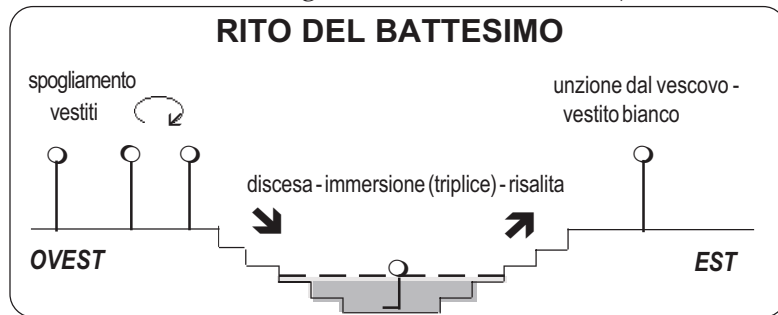 RITO DEL BATTESIMO
spogliamento
vestiti
unzione dal vescovo -
vestito bianco
discesa - immersione (triplice) - risalita
OVEST
EST